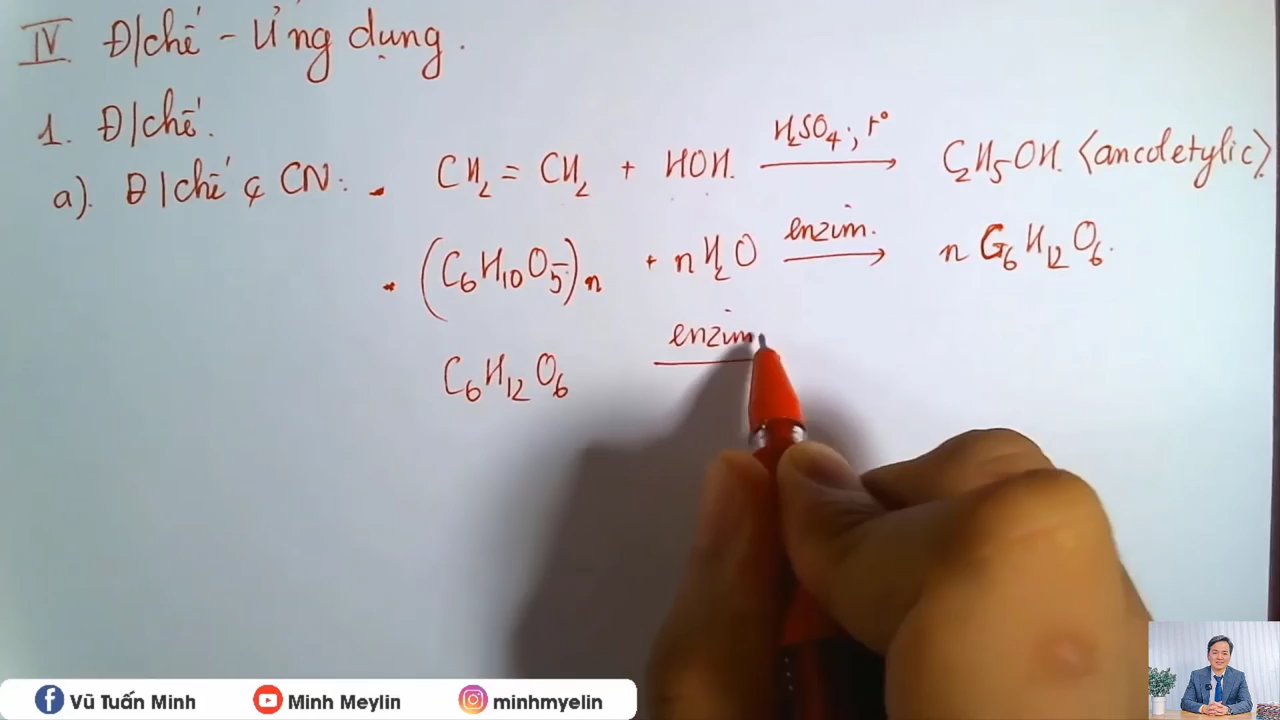 IV Đ/chế - Ứng dụng.
1. Đ/chế.
a). Đ/chế CN: • CH₂ = CH₂ + HOH. H₂SO₄; t° → C₂H₅OH. (ancoletylic).
• (C₆H₁₀O₅)n + nH₂O enzim. → n C₆H₁₂O₆.
C₆H₁₂O₆ enzim
Vũ Tuấn Minh Minh Meylin minhmyelin